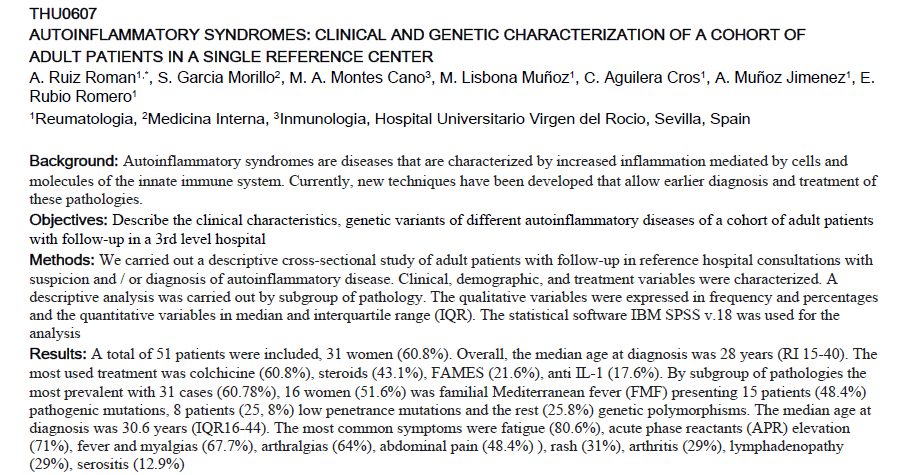 THU0607
AUTOINFLAMMATORY SYNDROMES: CLINICAL AND GENETIC CHARACTERIZATION OF A COHORT OF
ADULT PATIENTS IN A SINGLE REFERENCE CENTER
A. Ruiz Roman¹,*, S. Garcia Morillo², M. A. Montes Cano³, M. Lisbona Muñoz¹, C. Aguilera Cros¹, A. Muñoz Jimenez¹, E.
Rubio Romero¹
¹Reumatologia, ²Medicina Interna, ³Inmunologia, Hospital Universitario Virgen del Rocio, Sevilla, Spain
Background: Autoinflammatory syndromes are diseases that are characterized by increased inflammation mediated by cells and
molecules of the innate immune system. Currently, new techniques have been developed that allow earlier diagnosis and treatment of
these pathologies.
Objectives: Describe the clinical characteristics, genetic variants of different autoinflammatory diseases of a cohort of adult patients
with follow-up in a 3rd level hospital
Methods: We carried out a descriptive cross-sectional study of adult patients with follow-up in reference hospital consultations with
suspicion and / or diagnosis of autoinflammatory disease. Clinical, demographic, and treatment variables were characterized. A
descriptive analysis was carried out by subgroup of pathology. The qualitative variables were expressed in frequency and percentages
and the quantitative variables in median and interquartile range (IQR). The statistical software IBM SPSS v.18 was used for the
analysis
Results: A total of 51 patients were included, 31 women (60.8%). Overall, the median age at diagnosis was 28 years (RI 15-40). The
most used treatment was colchicine (60.8%), steroids (43.1%), FAMES (21.6%), anti IL-1 (17.6%). By subgroup of pathologies the
most prevalent with 31 cases (60.78%), 16 women (51.6%) was familial Mediterranean fever (FMF) presenting 15 patients (48.4%)
pathogenic mutations, 8 patients (25, 8%) low penetrance mutations and the rest (25.8%) genetic polymorphisms. The median age at
diagnosis was 30.6 years (IQR16-44). The most common symptoms were fatigue (80.6%), acute phase reactants (APR) elevation
(71%), fever and myalgias (67.7%), arthralgias (64%), abdominal pain (48.4%) ), rash (31%), arthritis (29%), lymphadenopathy
(29%), serositis (12.9%)